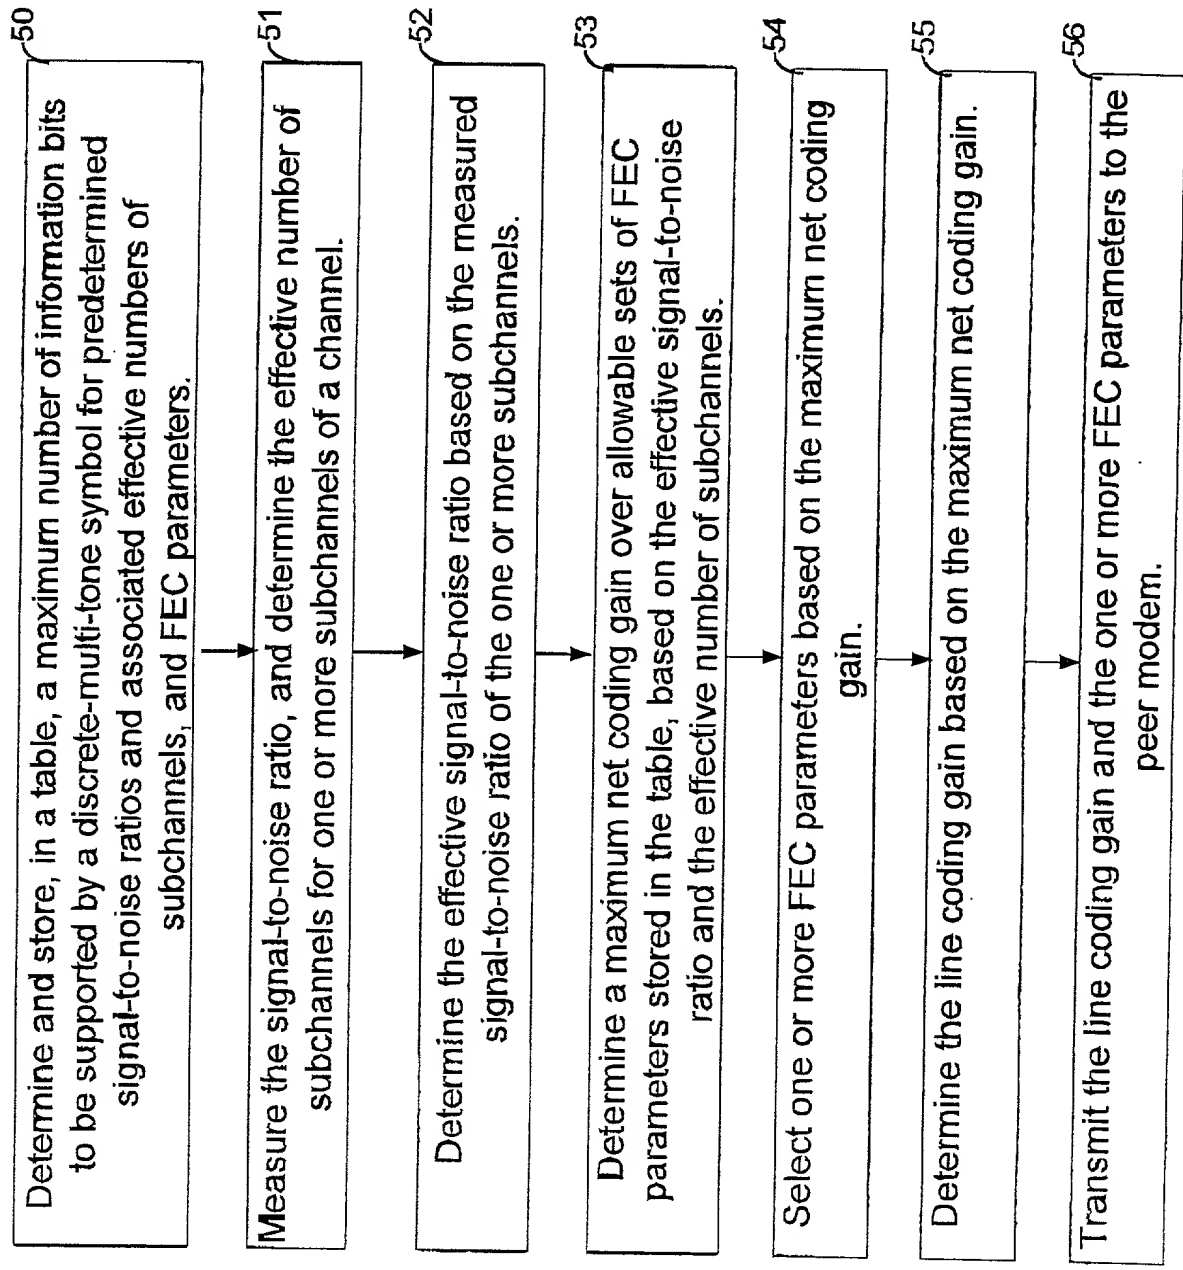 50
Determine and store, in a table, a maximum number of information bits
to be supported by a discrete-multi-tone symbol for predetermined
signal-to-noise ratios and associated effective numbers of
subchannels, and FEC parameters.
51
Measure the signal-to-noise ratio, and determine the effective number of
subchannels for one or more subchannels of a channel.
52
Determine the effective signal-to-noise ratio based on the measured
signal-to-noise ratio of the one or more subchannels.
53
Determine a maximum net coding gain over allowable sets of FEC
parameters stored in the table, based on the effective signal-to-noise
ratio and the effective number of subchannels.
54
Select one or more FEC parameters based on the maximum net coding
gain.
55
Determine the line coding gain based on the maximum net coding gain.
56
Transmit the line coding gain and the one or more FEC parameters to the
peer modem.